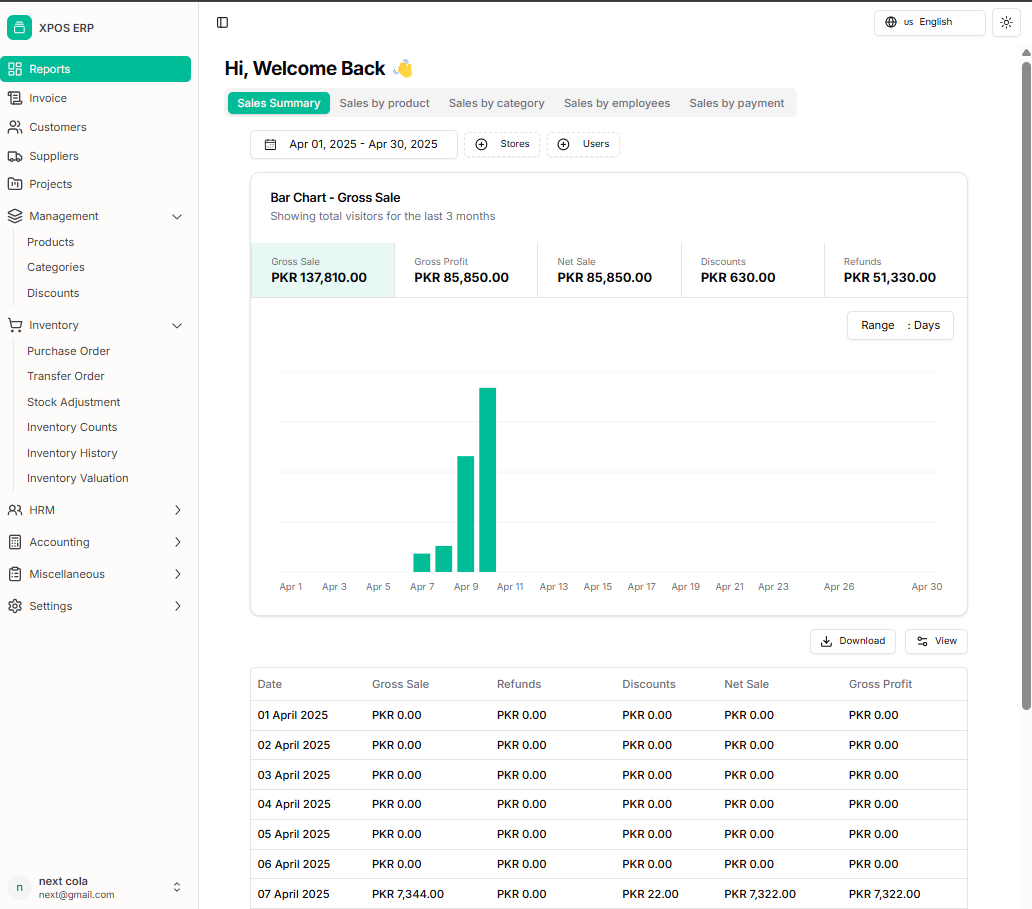 XPOS ERP
Reports
Invoice
Customers
Suppliers
Projects
Management
Products
Categories
Discounts
Inventory
Purchase Order
Transfer Order
Stock Adjustment
Inventory Counts
Inventory History
Inventory Valuation
HRM
Accounting
Miscellaneous
Settings
n
next cola
next@gmail.com
us English
Hi, Welcome Back 👋
Sales Summary Sales by product Sales by category Sales by employees Sales by payment
Apr 01, 2025 - Apr 30, 2025 Stores Users
Bar Chart - Gross Sale
Showing total visitors for the last 3 months
Gross Sale Gross Profit Net Sale Discounts Refunds
PKR 137,810.00 PKR 85,850.00 PKR 85,850.00 PKR 630.00 PKR 51,330.00
Range : Days
Apr 1 Apr 3 Apr 5 Apr 7 Apr 9 Apr 11 Apr 13 Apr 15 Apr 17 Apr 19 Apr 21 Apr 23 Apr 26 Apr 30
Download View
Date Gross Sale Refunds Discounts Net Sale Gross Profit
01 April 2025 PKR 0.00 PKR 0.00 PKR 0.00 PKR 0.00 PKR 0.00
02 April 2025 PKR 0.00 PKR 0.00 PKR 0.00 PKR 0.00 PKR 0.00
03 April 2025 PKR 0.00 PKR 0.00 PKR 0.00 PKR 0.00 PKR 0.00
04 April 2025 PKR 0.00 PKR 0.00 PKR 0.00 PKR 0.00 PKR 0.00
05 April 2025 PKR 0.00 PKR 0.00 PKR 0.00 PKR 0.00 PKR 0.00
06 April 2025 PKR 0.00 PKR 0.00 PKR 0.00 PKR 0.00 PKR 0.00
07 April 2025 PKR 7,344.00 PKR 0.00 PKR 22.00 PKR 7,322.00 PKR 7,322.00